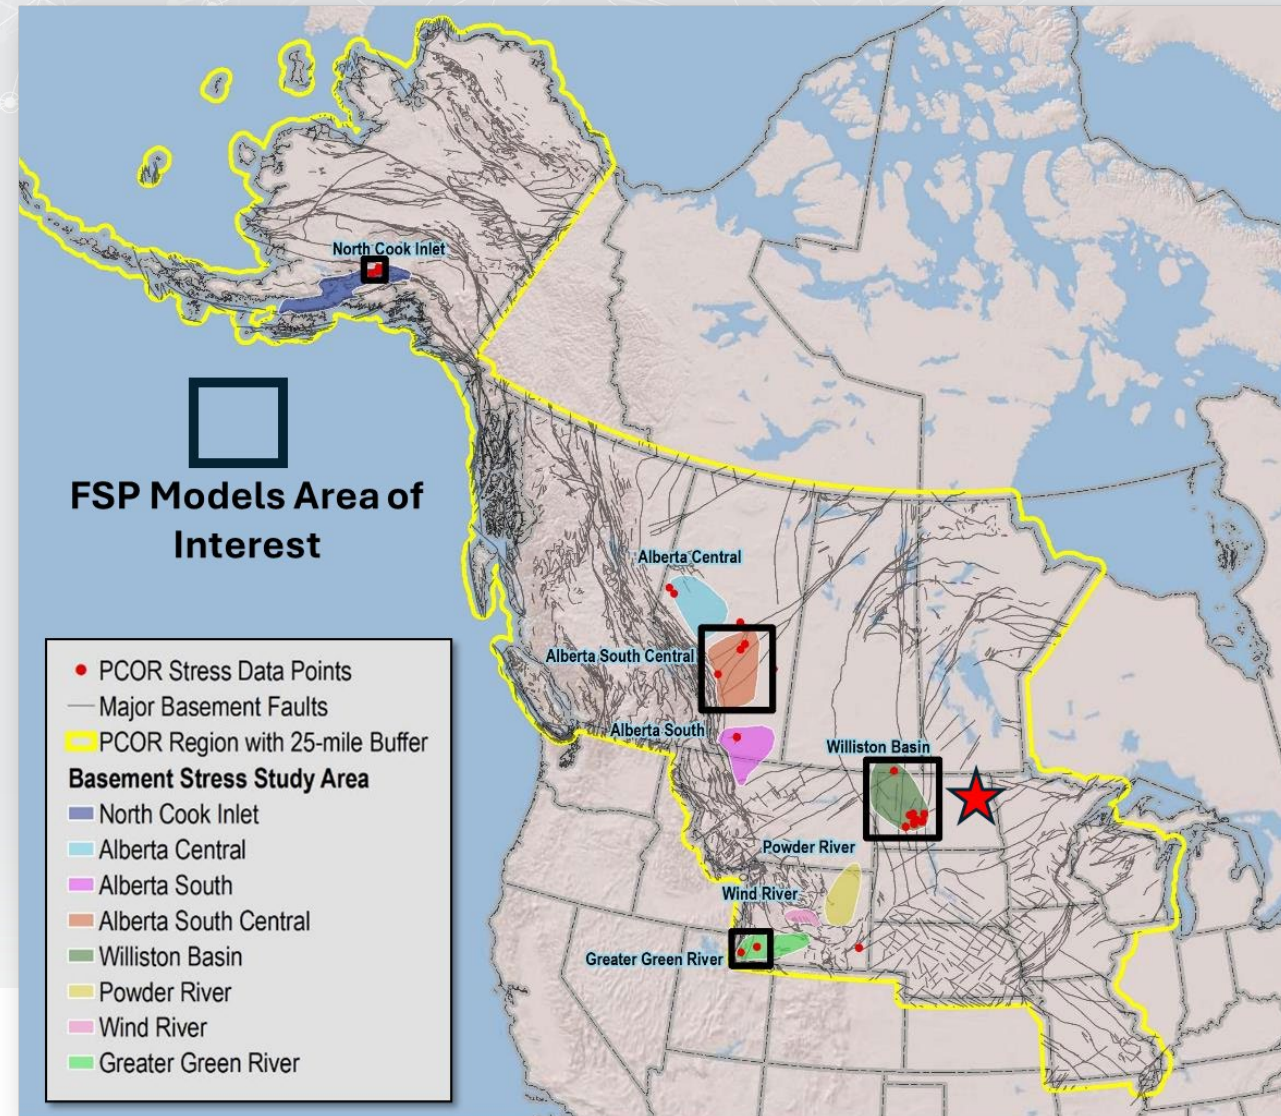 North Cook Inlet
FSP Models Area of
Interest
Alberta Central
Alberta South Central
Alberta South
Williston Basin
Powder River
Wind River
Greater Green River
PCOR Stress Data Points
Major Basement Faults
PCOR Region with 25-mile Buffer
Basement Stress Study Area
North Cook Inlet
Alberta Central
Alberta South
Alberta South Central
Williston Basin
Powder River
Wind River
Greater Green River